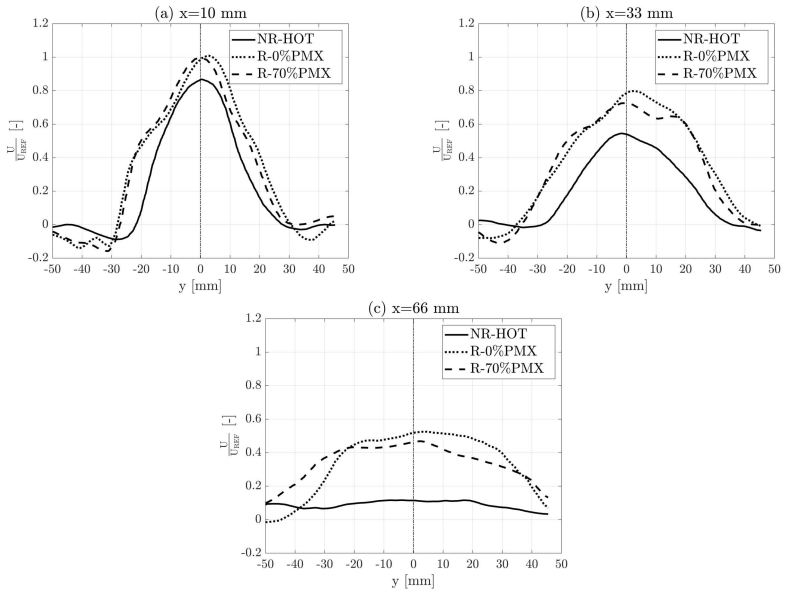 (a) x=10 mm
1.2
1
0.8
0.6
0.4
0.2
0
-0.2
U
U_REF [-]
NR-HOT
R-0%PMX
R-70%PMX
-50 -40 -30 -20 -10 0 10 20 30 40 50
y [mm]
(b) x=33 mm
1.2
1
0.8
0.6
0.4
0.2
0
-0.2
U
U_REF [-]
NR-HOT
R-0%PMX
R-70%PMX
-50 -40 -30 -20 -10 0 10 20 30 40 50
y [mm]
(c) x=66 mm
1.2
1
0.8
0.6
0.4
0.2
0
-0.2
U
U_REF [-]
NR-HOT
R-0%PMX
R-70%PMX
-50 -40 -30 -20 -10 0 10 20 30 40 50
y [mm]